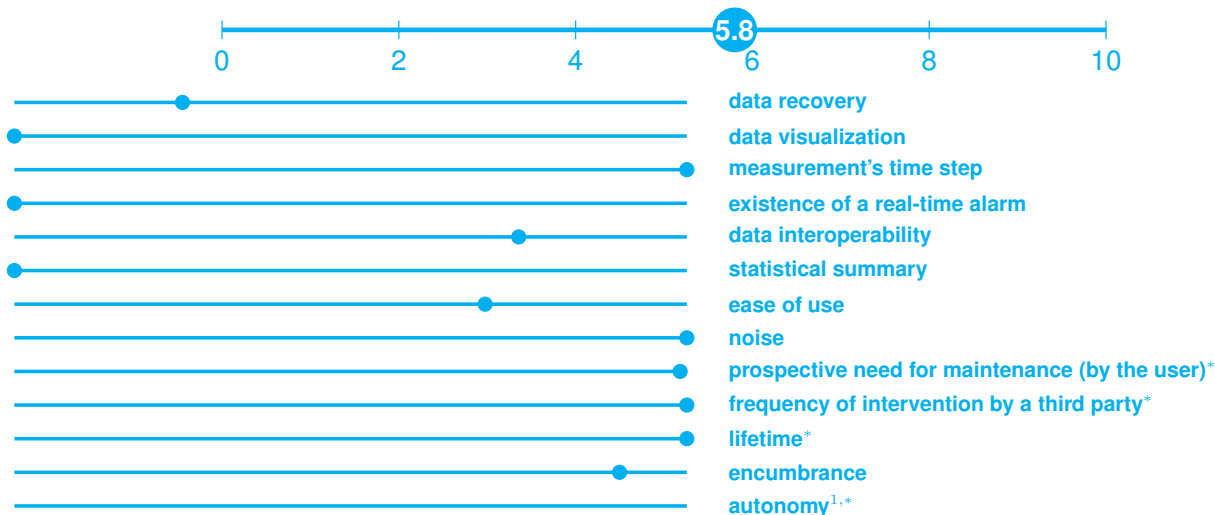 5.8
0 2 4 6 8 10
data recovery
data visualization
measurement's time step
existence of a real-time alarm
data interoperability
statistical summary
ease of use
noise
prospective need for maintenance (by the user)*
frequency of intervention by a third party*
lifetime*
encumbrance
autonomy1,*